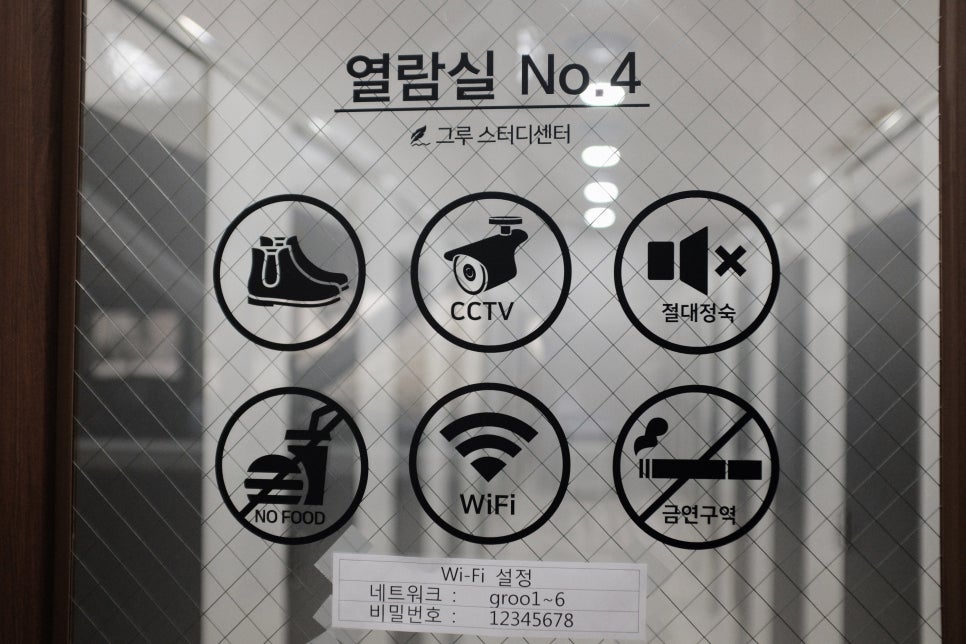 열람실 No.4
그루 스터디센터
CCTV
절대정숙
NO FOOD
WiFi
금연구역
Wi-Fi 설정
네트워크 : groo1~6
비밀번호 : 12345678